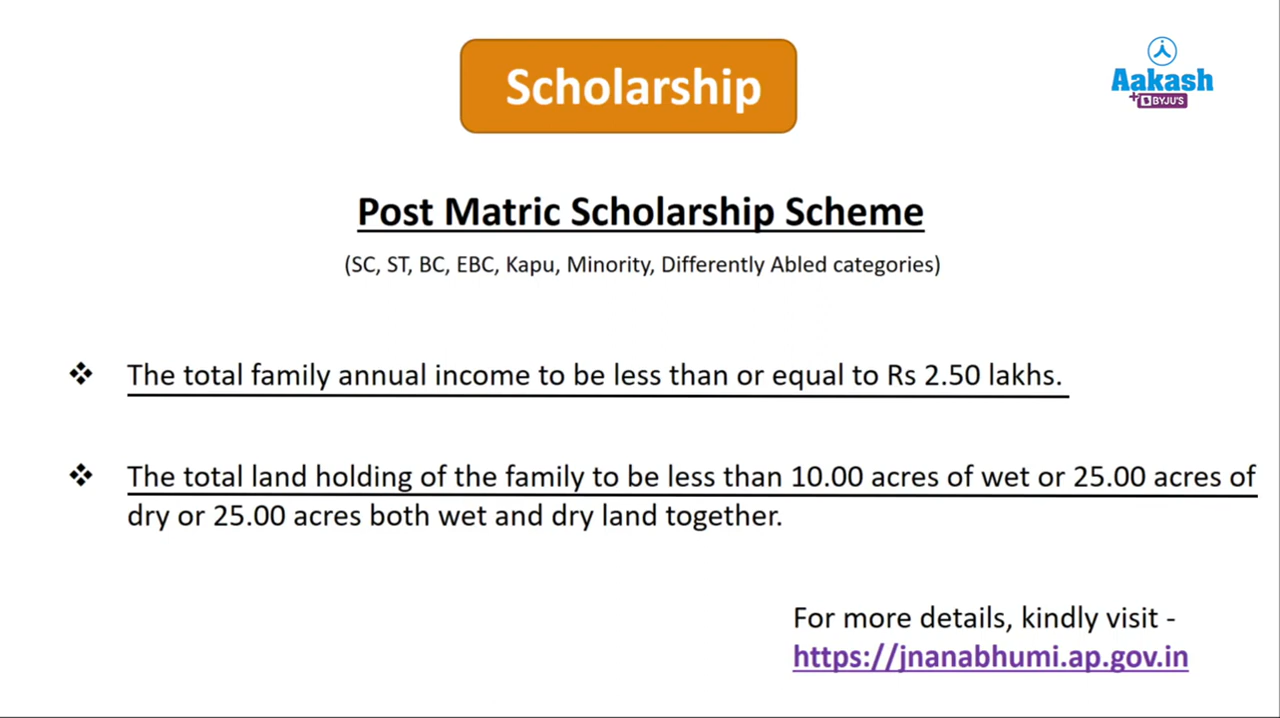 Scholarship
Aakash
+ BYJU'S
Post Matric Scholarship Scheme
(SC, ST, BC, EBC, Kapu, Minority, Differently Abled categories)
❖ The total family annual income to be less than or equal to Rs 2.50 lakhs.
❖ The total land holding of the family to be less than 10.00 acres of wet or 25.00 acres of
dry or 25.00 acres both wet and dry land together.
For more details, kindly visit -
https://jnanabhumi.ap.gov.in